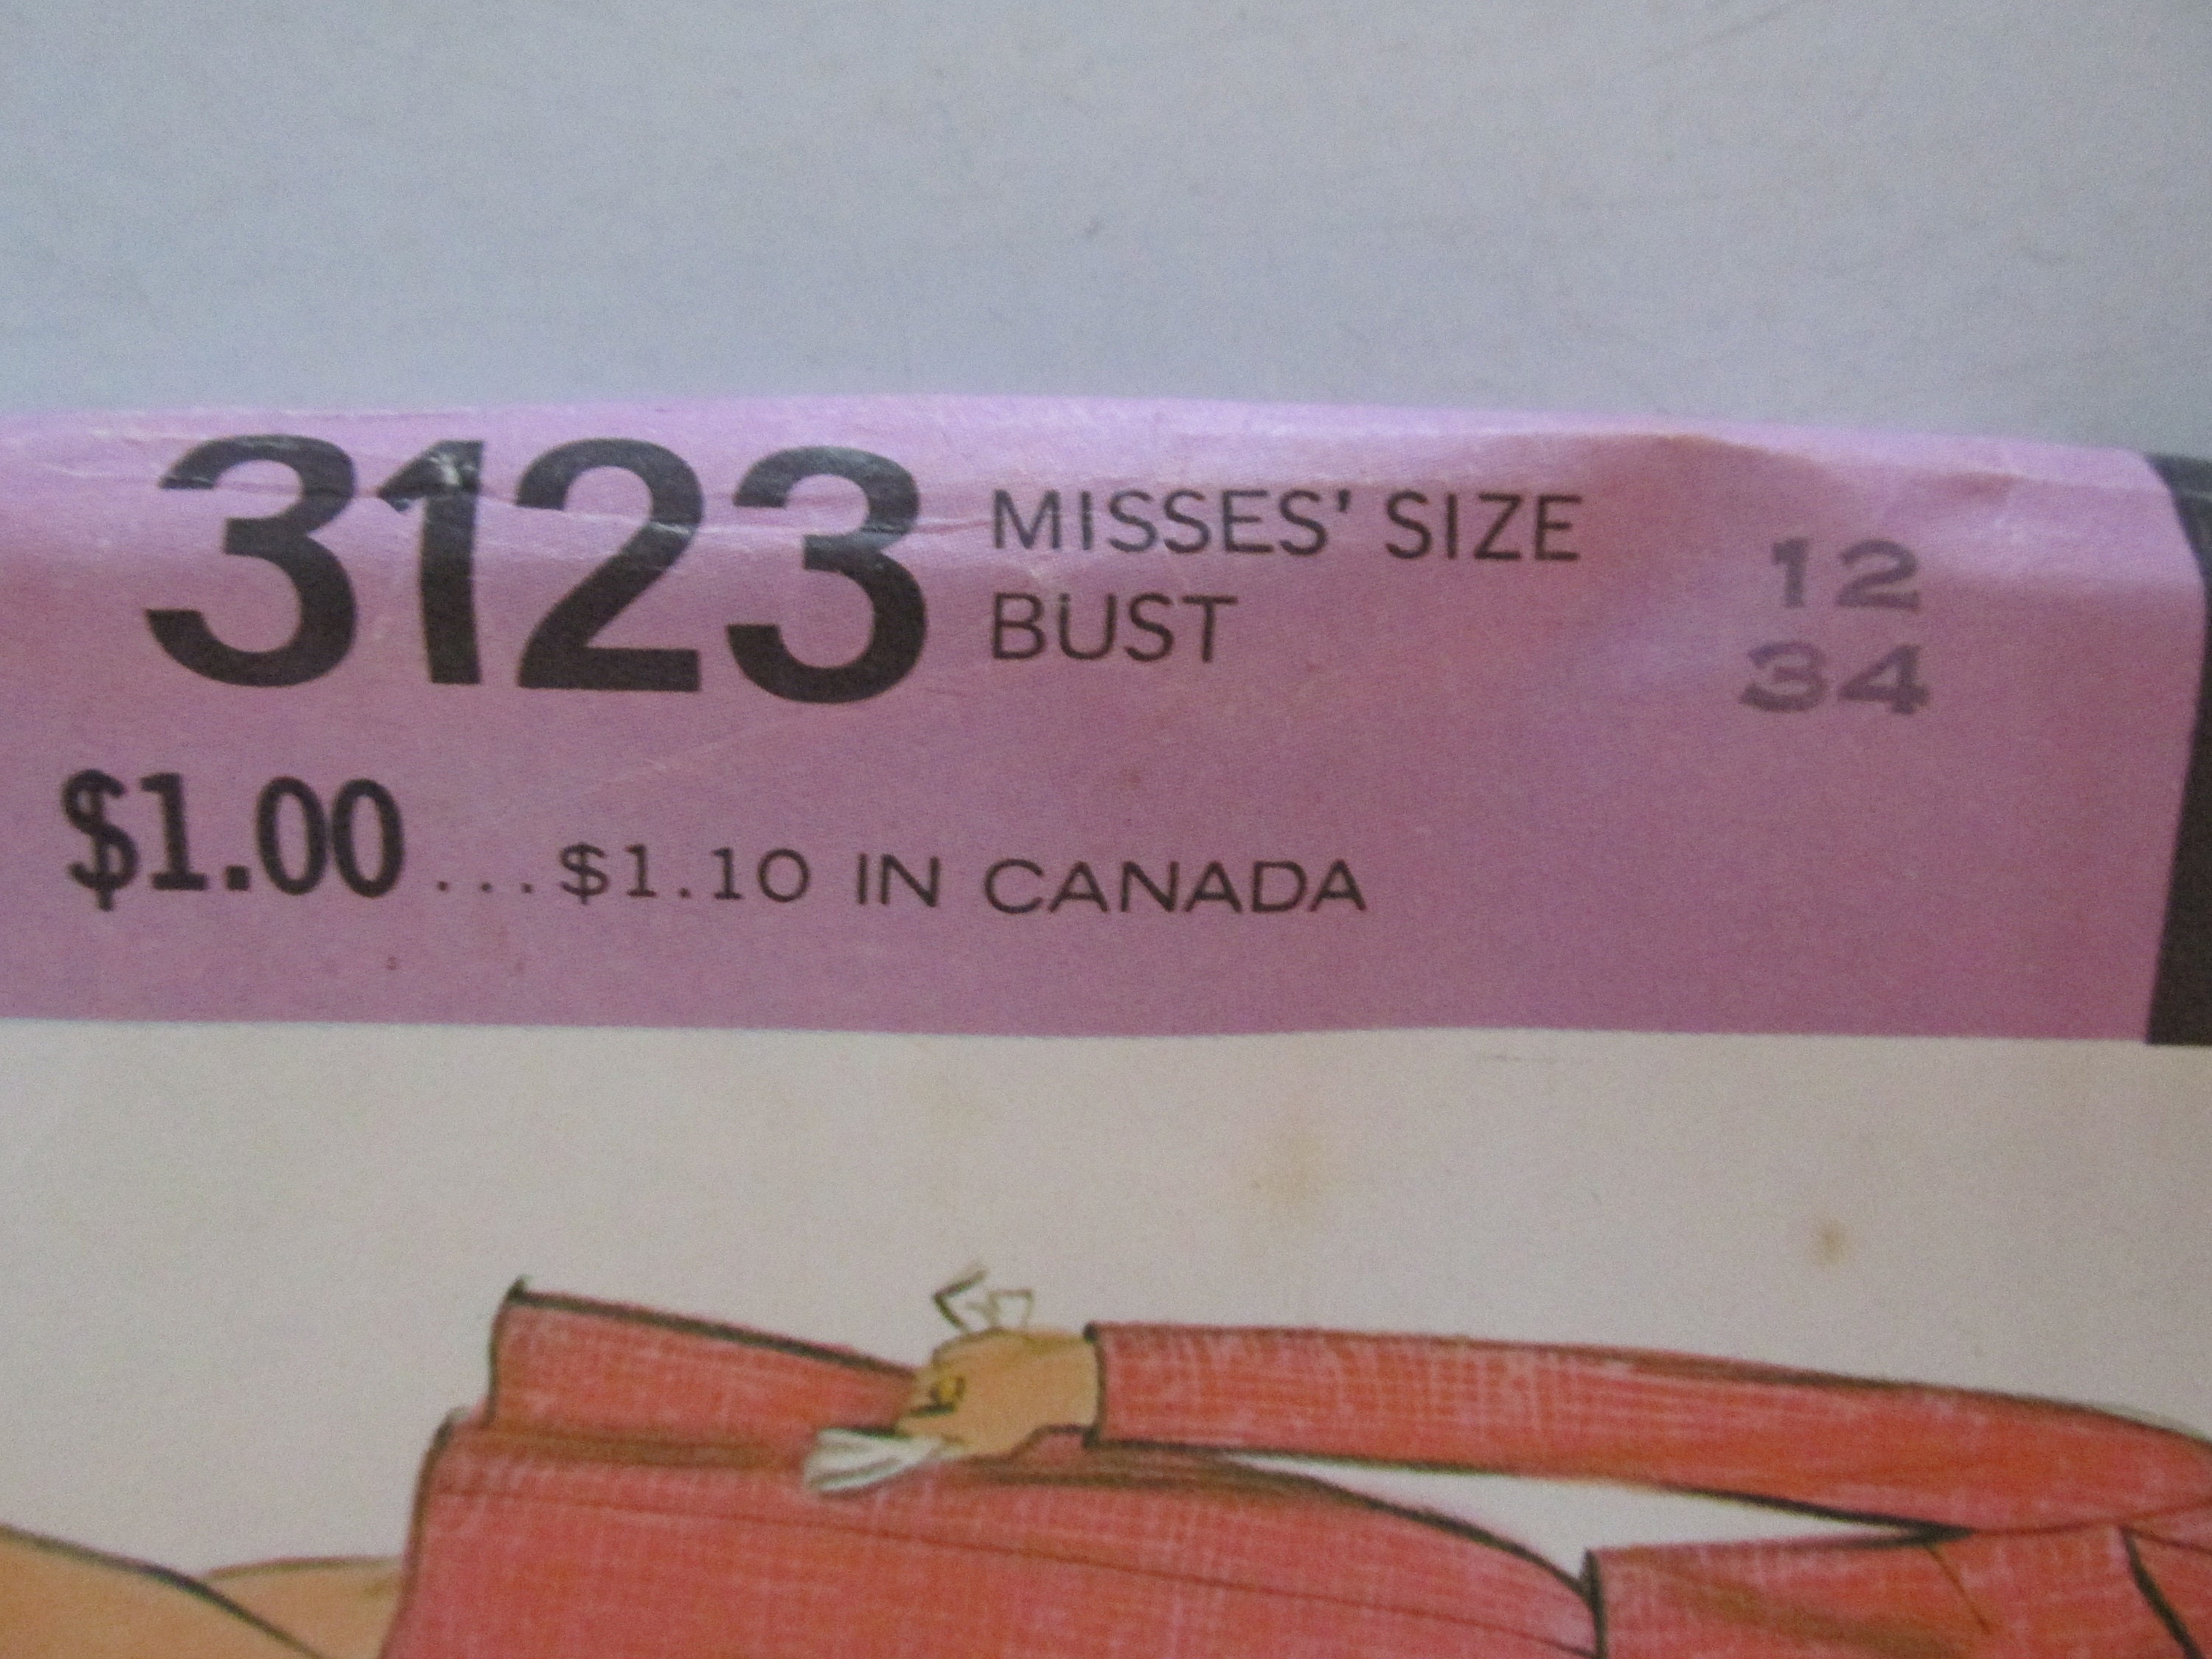 3123 MISSES' SIZE 12
BUST 34
$1.00...$1.10 IN CANADA